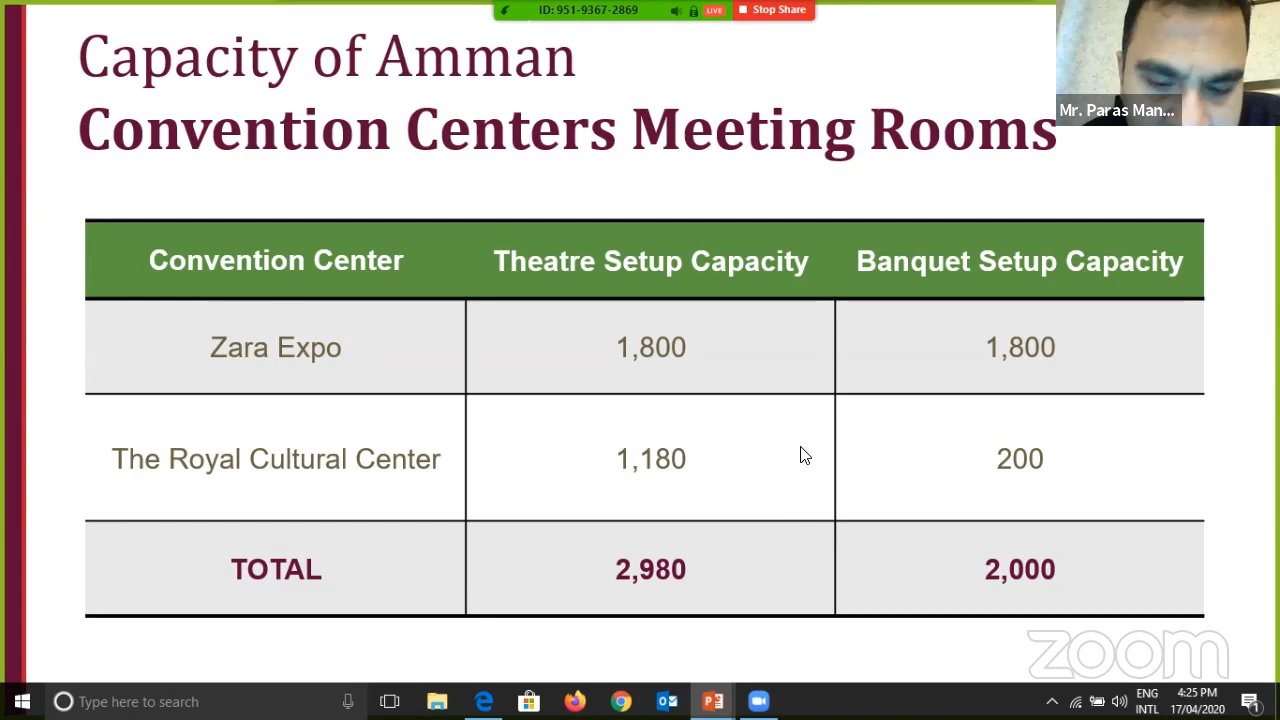 ID: 951-9367-2869 LIVE Stop Share
Capacity of Amman
Convention Centers Meeting Rooms
Mr. Paras Man...
Convention Center Theatre Setup Capacity Banquet Setup Capacity
Zara Expo 1,800 1,800
The Royal Cultural Center 1,180 200
TOTAL 2,980 2,000
zoom
Type here to search
ENG 4:25 PM
INTL 17/04/2020
1